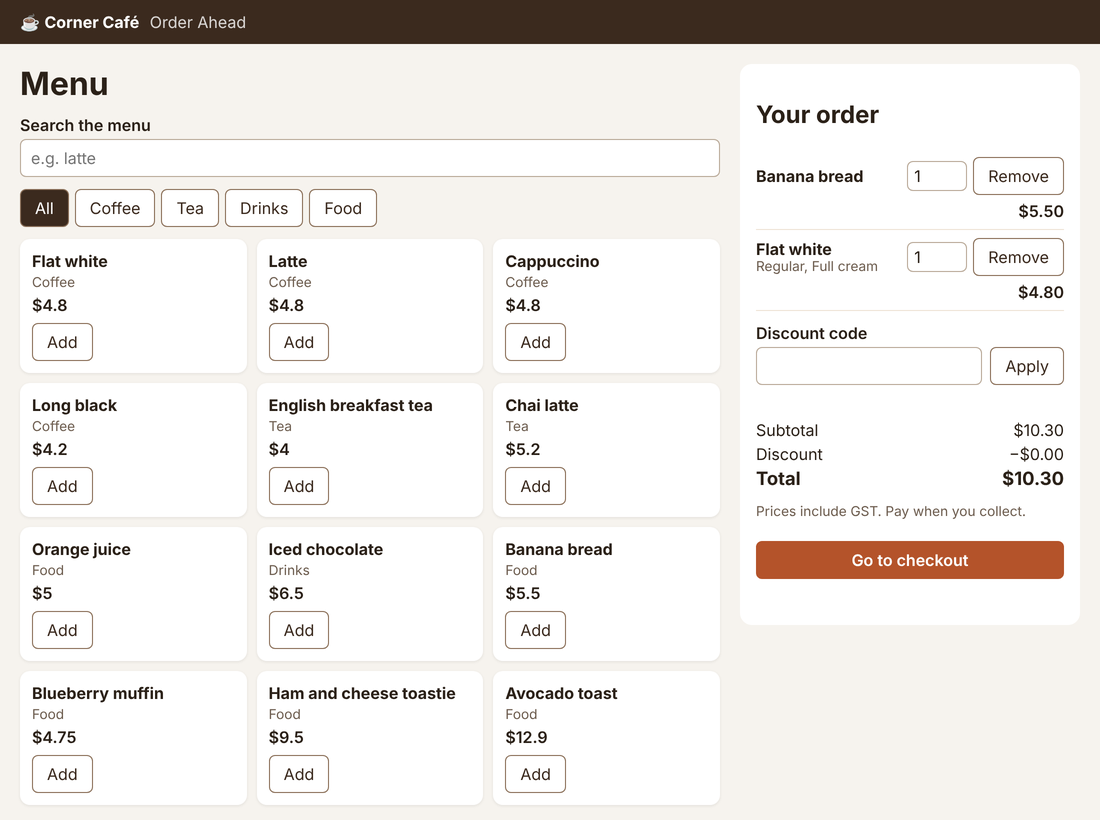 ☕ Corner Café Order Ahead
Menu
Search the menu
e.g. latte
All Coffee Tea Drinks Food
Flat white
Coffee
$4.8
Add
Latte
Coffee
$4.8
Add
Cappuccino
Coffee
$4.8
Add
Long black
Coffee
$4.2
Add
English breakfast tea
Tea
$4
Add
Chai latte
Tea
$5.2
Add
Orange juice
Food
$5
Add
Iced chocolate
Drinks
$6.5
Add
Banana bread
Food
$5.5
Add
Blueberry muffin
Food
$4.75
Add
Ham and cheese toastie
Food
$9.5
Add
Avocado toast
Food
$12.9
Add
Your order
Banana bread 1 Remove
$5.50
Flat white
Regular, Full cream 1 Remove
$4.80
Discount code
Apply
Subtotal $10.30
Discount −$0.00
Total $10.30
Prices include GST. Pay when you collect.
Go to checkout